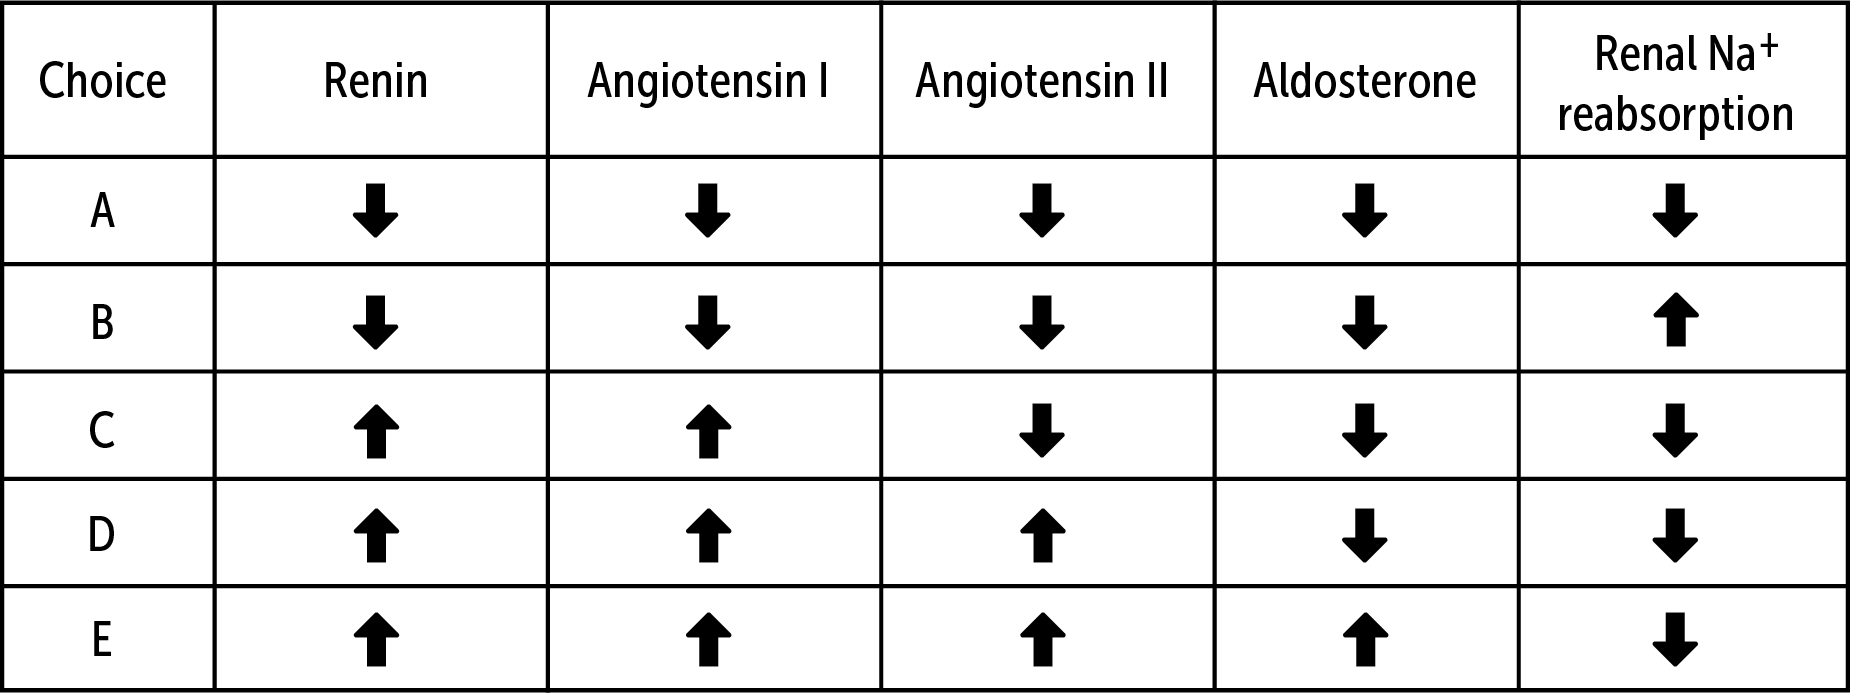 Choice Renin Angiotensin I Angiotensin II Aldosterone Renal Na⁺
reabsorption
A ↓ ↓ ↓ ↓ ↓
B ↓ ↓ ↓ ↓ ↑
C ↑ ↑ ↓ ↓ ↓
D ↑ ↑ ↑ ↓ ↓
E ↑ ↑ ↑ ↑ ↓